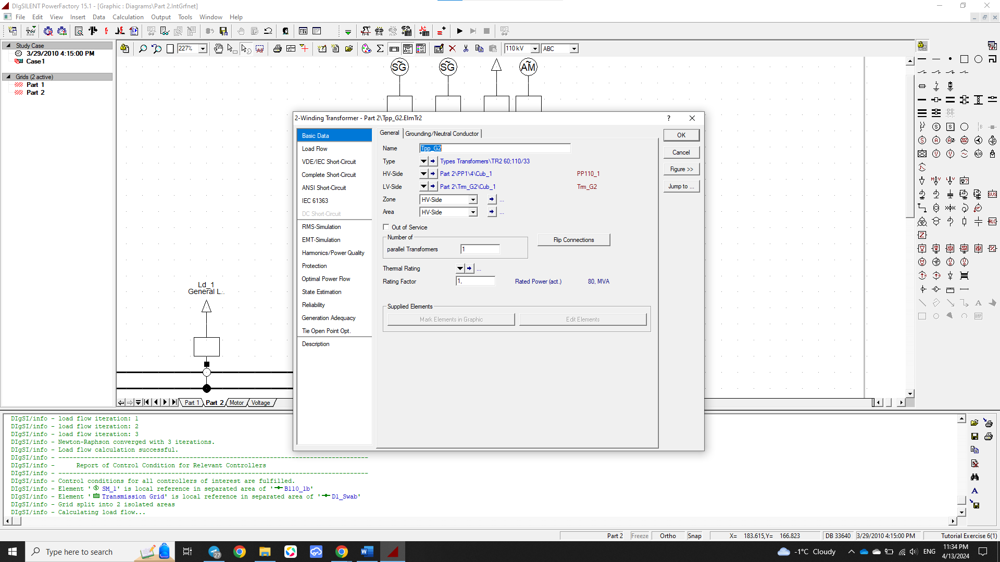 DIgSILENT PowerFactory 15.1 - [Graphic : Diagrams\Part 2.IntGrfnet]
File Edit View Insert Data Calculation Output Tools Window Help
Study Case
3/29/2010 4:15:00 PM
Case1
Grids (2 active)
Part 1
Part 2
227%
110 kV
ABC
SG
SG
AM
Ld_1
General L..
2-Winding Transformer - Part 2\Tpp_G2.ElmTr2
?
Basic Data
Load Flow
VDE/IEC Short-Circuit
Complete Short-Circuit
ANSI Short-Circuit
IEC 61363
DC Short-Circuit
RMS-Simulation
EMT-Simulation
Harmonics/Power Quality
Protection
Optimal Power Flow
State Estimation
Reliability
Generation Adequacy
Tie Open Point Opt.
Description
General Grounding/Neutral Conductor
Name Tpp_G2
Type Types Transformers\TR2 60;110/33
HV-Side Part 2\PP1\4\Cub_1 PP110_1
LV-Side Part 2\Trm_G2\Cub_1 Trm_G2
Zone HV-Side ...
Area HV-Side ...
Out of Service
Number of
parallel Transformers 1
Flip Connections
Thermal Rating ...
Rating Factor 1, Rated Power (act.) 80, MVA
Supplied Elements
Mark Elements in Graphic Edit Elements
OK
Cancel
Figure >>
Jump to ...
Part 1 Part 2 Motor Voltage
DIgSI/info - load flow iteration: 1
DIgSI/info - load flow iteration: 2
DIgSI/info - load flow iteration: 3
DIgSI/info - Newton-Raphson converged with 3 iterations.
DIgSI/info - Load flow calculation successful.
DIgSI/info - --------------------------------------------------------------------------------
DIgSI/info - Report of Control Condition for Relevant Controllers
DIgSI/info - --------------------------------------------------------------------------------
DIgSI/info - Control conditions for all controllers of interest are fulfilled.
DIgSI/info - Element ' SM_1' is local reference in separated area of ' B110_1b'
DIgSI/info - Element ' Transmission Grid' is local reference in separated area of ' D1_Swab'
DIgSI/info - Grid split into 2 isolated areas
DIgSI/info - Calculating load flow...
Part 2 Freeze Ortho Snap X= 183.615,Y= 166.823 DB 33640 3/29/2010 4:15:00 PM Tutorial Exercise 6(1)
Type here to search
27
-1°C Cloudy
ENG
11:34 PM
4/13/2024